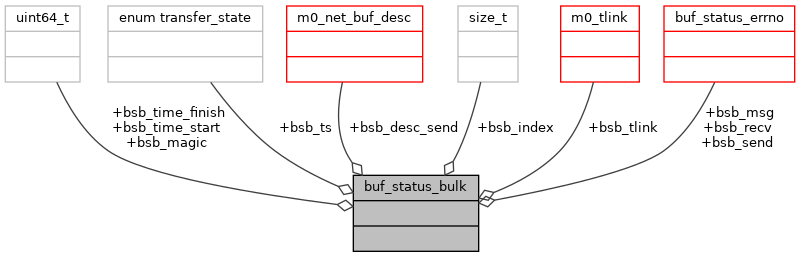 uint64_t
enum transfer_state
m0_net_buf_desc
size_t
m0_tlink
buf_status_errno
+bsb_time_finish
+bsb_time_start
+bsb_magic
+bsb_ts
+bsb_desc_send
+bsb_index
+bsb_tlink
+bsb_msg
+bsb_recv
+bsb_send
buf_status_bulk